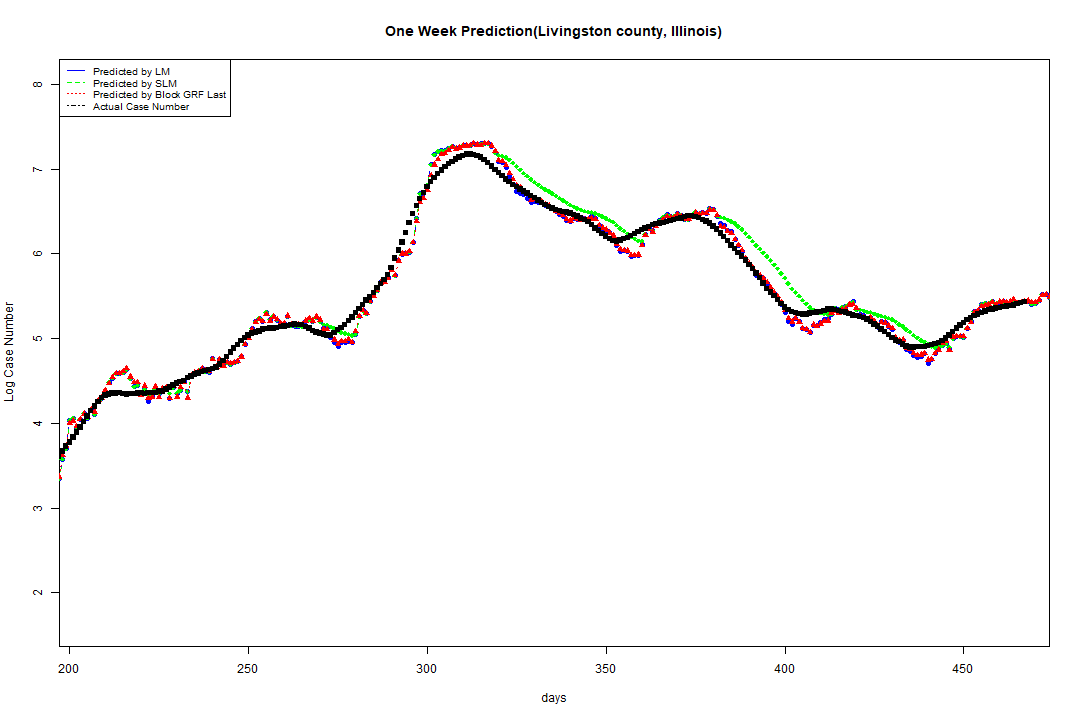 One Week Prediction(Livingston county, Illinois)
Predicted by LM
Predicted by SLM
Predicted by Block GRF Last
Actual Case Number
8
7
6
5
4
3
2
Log Case Number
200 250 300 350 400 450
days